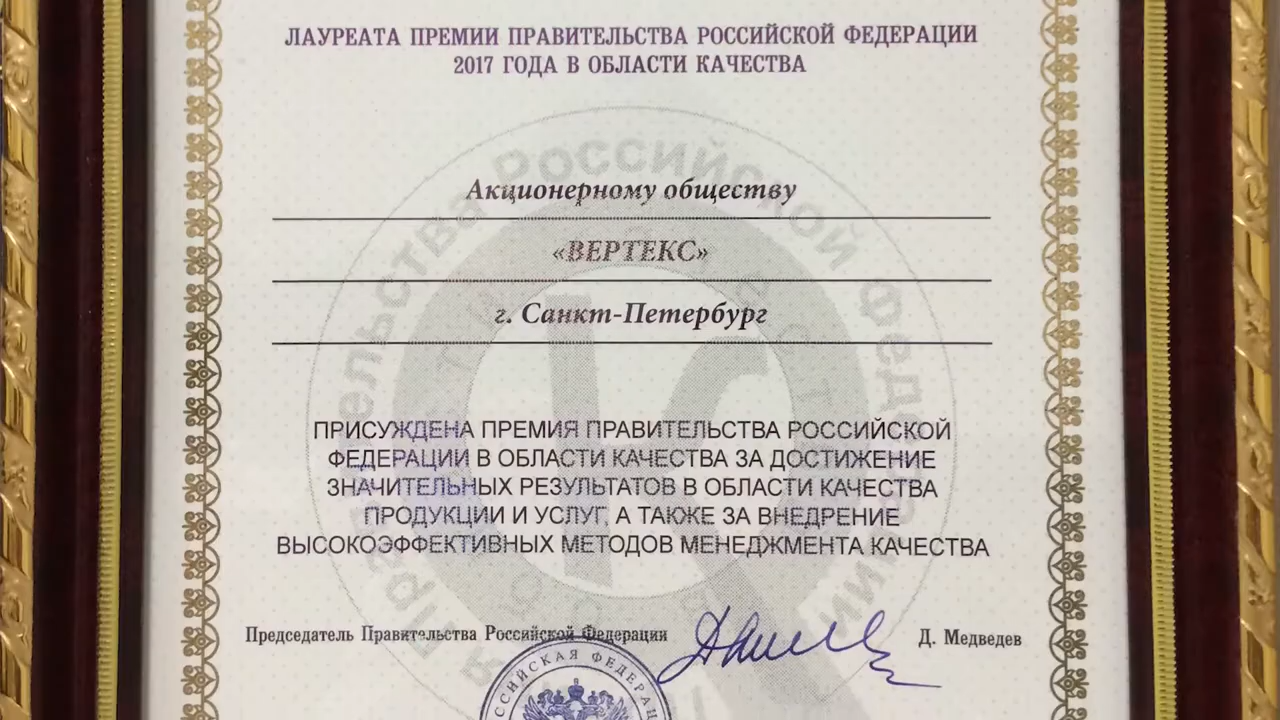 ЛАУРЕАТА ПРЕМИИ ПРАВИТЕЛЬСТВА РОССИЙСКОЙ ФЕДЕРАЦИИ
2017 ГОДА В ОБЛАСТИ КАЧЕСТВА
Акционерному обществу
«ВЕРТЕКС»
г. Санкт-Петербург
ПРИСУЖДЕНА ПРЕМИЯ ПРАВИТЕЛЬСТВА РОССИЙСКОЙ
ФЕДЕРАЦИИ В ОБЛАСТИ КАЧЕСТВА ЗА ДОСТИЖЕНИЕ
ЗНАЧИТЕЛЬНЫХ РЕЗУЛЬТАТОВ В ОБЛАСТИ КАЧЕСТВА
ПРОДУКЦИИ И УСЛУГ, А ТАКЖЕ ЗА ВНЕДРЕНИЕ
ВЫСОКОЭФФЕКТИВНЫХ МЕТОДОВ МЕНЕДЖМЕНТА КАЧЕСТВА
Председатель Правительства Российской Федерации
Д. Медведев